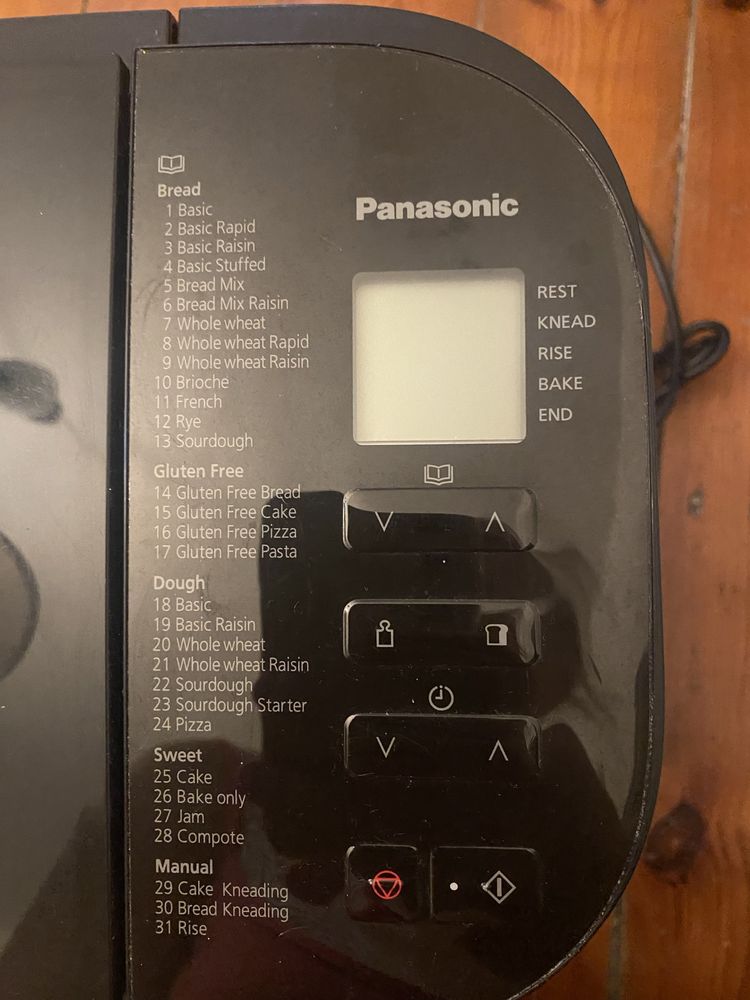 Bread
1 Basic
2 Basic Rapid
3 Basic Raisin
4 Basic Stuffed
5 Bread Mix
6 Bread Mix Raisin
7 Whole wheat
8 Whole wheat Rapid
9 Whole wheat Raisin
10 Brioche
11 French
12 Rye
13 Sourdough
Gluten Free
14 Gluten Free Bread
15 Gluten Free Cake
16 Gluten Free Pizza
17 Gluten Free Pasta
Dough
18 Basic
19 Basic Raisin
20 Whole wheat
21 Whole wheat Raisin
22 Sourdough
23 Sourdough Starter
24 Pizza
Sweet
25 Cake
26 Bake only
27 Jam
28 Compote
Manual
29 Cake Kneading
30 Bread Kneading
31 Rise
Panasonic
REST
KNEAD
RISE
BAKE
END